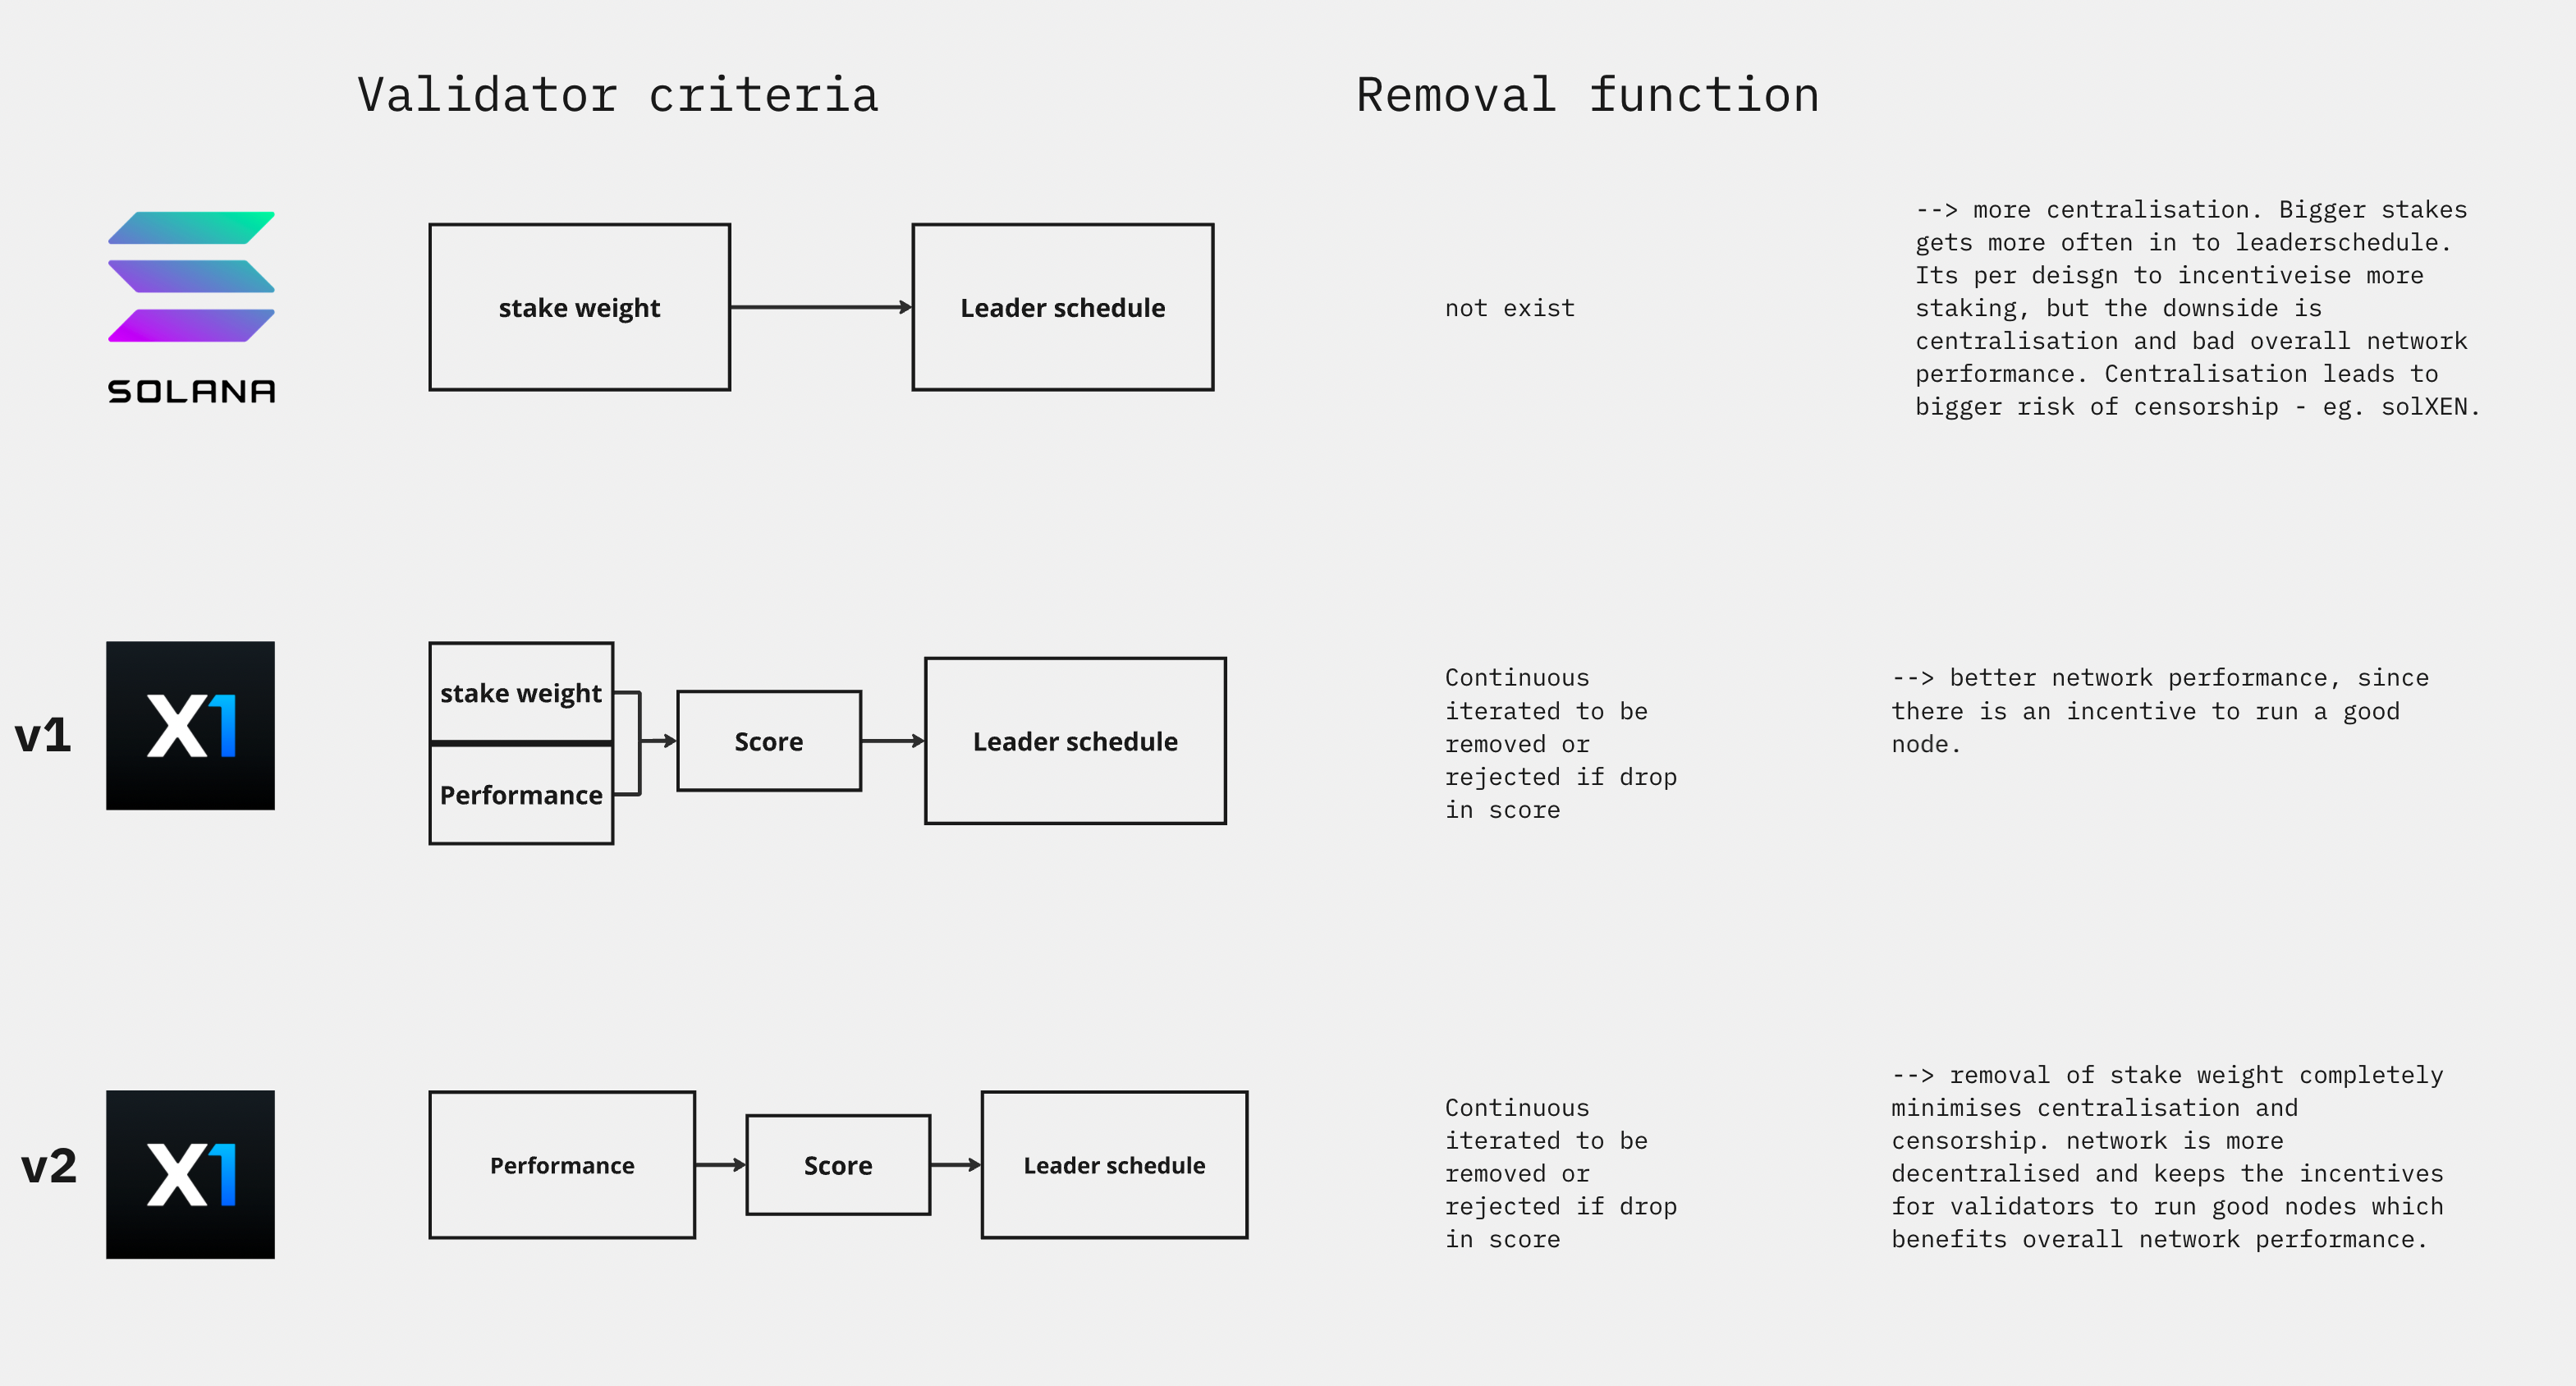 Validator criteria
Removal function
SOLANA
stake weight
Leader schedule
not exist
--> more centralisation. Bigger stakes
gets more often in to leaderschedule.
Its per deisgn to incentiveise more
staking, but the downside is
centralisation and bad overall network
performance. Centralisation leads to
bigger risk of censorship - eg. solXEN.
v1
X1
stake weight
Performance
Score
Leader schedule
Continuous
iterated to be
removed or
rejected if drop
in score
--> better network performance, since
there is an incentive to run a good
node.
v2
X1
Performance
Score
Leader schedule
Continuous
iterated to be
removed or
rejected if drop
in score
--> removal of stake weight completely
minimises centralisation and
censorship. network is more
decentralised and keeps the incentives
for validators to run good nodes which
benefits overall network performance.